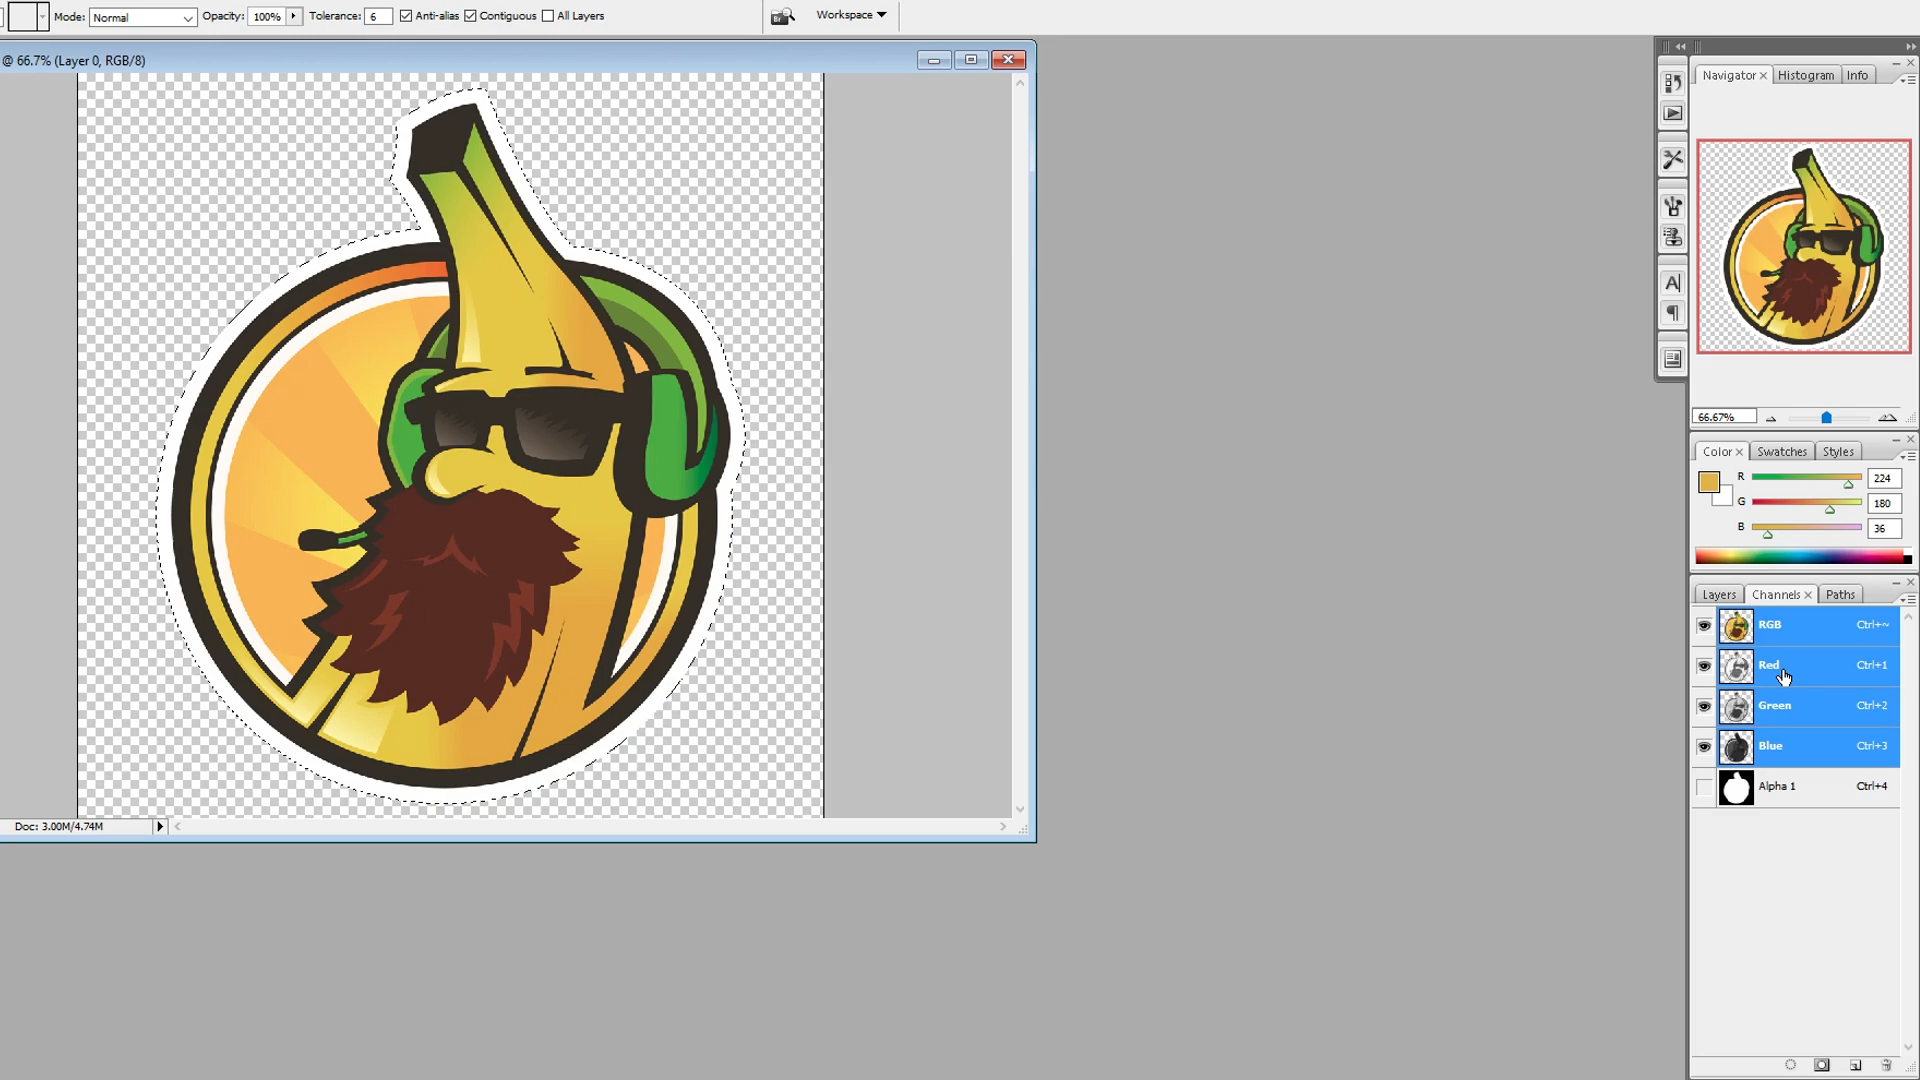 Mode: Normal Opacity: 100% Tolerance: 6 Anti-alias Contiguous All Layers
Br Workspace
@ 66.7% (Layer 0, RGB/8)
Navigator Histogram Info
66.67%
Color Swatches Styles
R 224
G 180
B 36
Layers Channels Paths
RGB Ctrl+~
Red Ctrl+1
Green Ctrl+2
Blue Ctrl+3
Alpha 1 Ctrl+4
Doc: 3.00M/4.74M